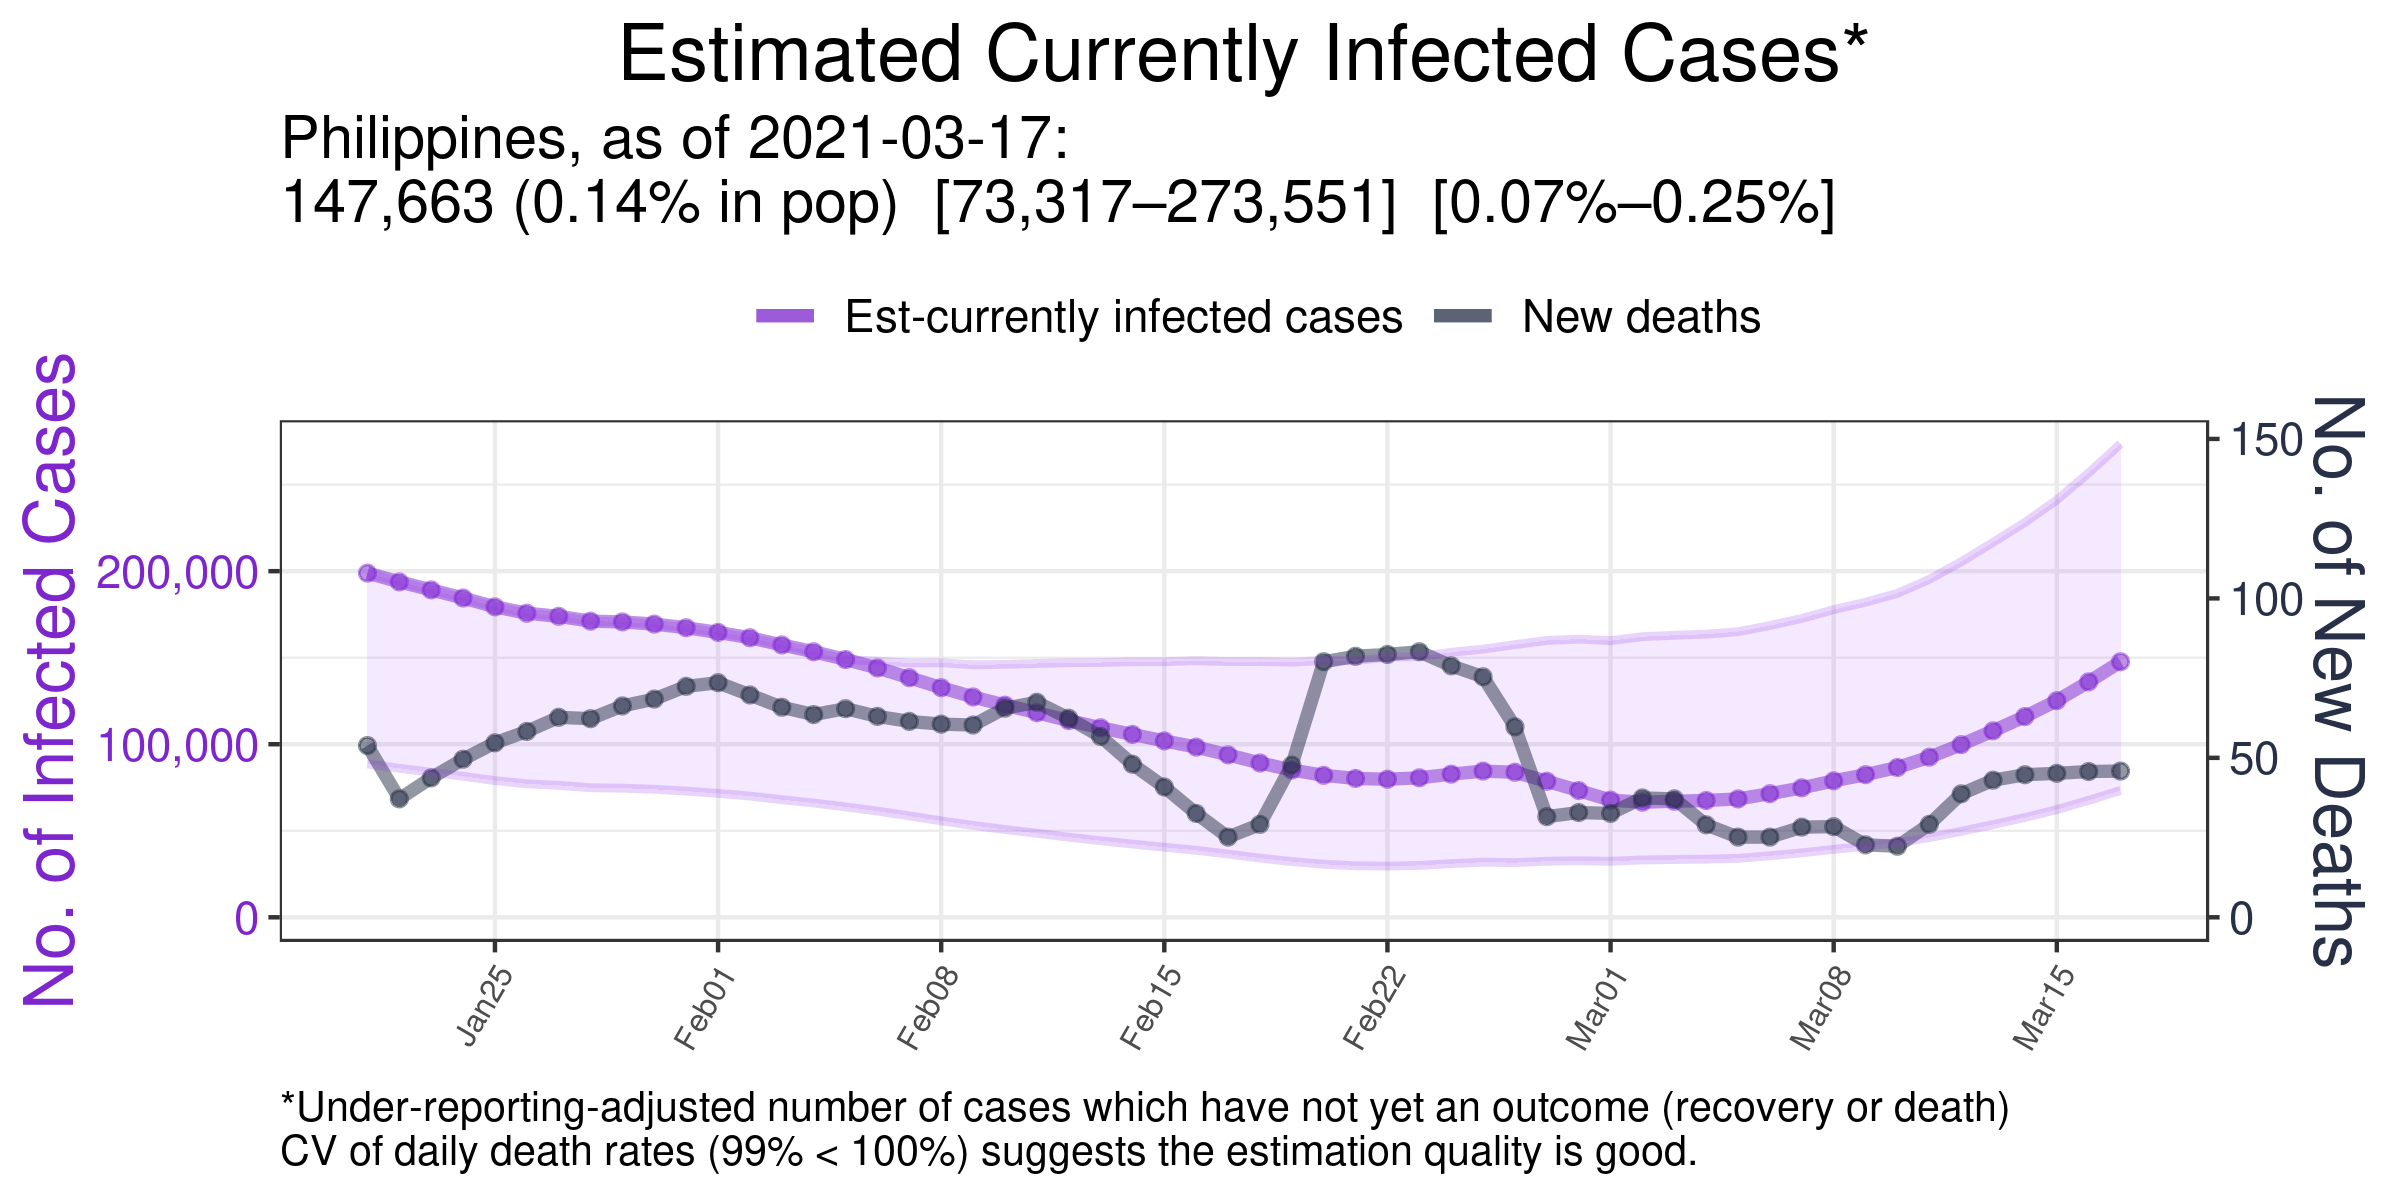 Estimated Currently Infected Cases*
Philippines, as of 2021-03-17:
147,663 (0.14% in pop)  [73,317–273,551]  [0.07%–0.25%]
Est-currently infected cases
New deaths
No. of Infected Cases
200,000
100,000
0
150
100
50
0
No. of New Deaths
Jan25
Feb01
Feb08
Feb15
Feb22
Mar01
Mar08
Mar15
*Under-reporting-adjusted number of cases which have not yet an outcome (recovery or death)
CV of daily death rates (99% < 100%) suggests the estimation quality is good.